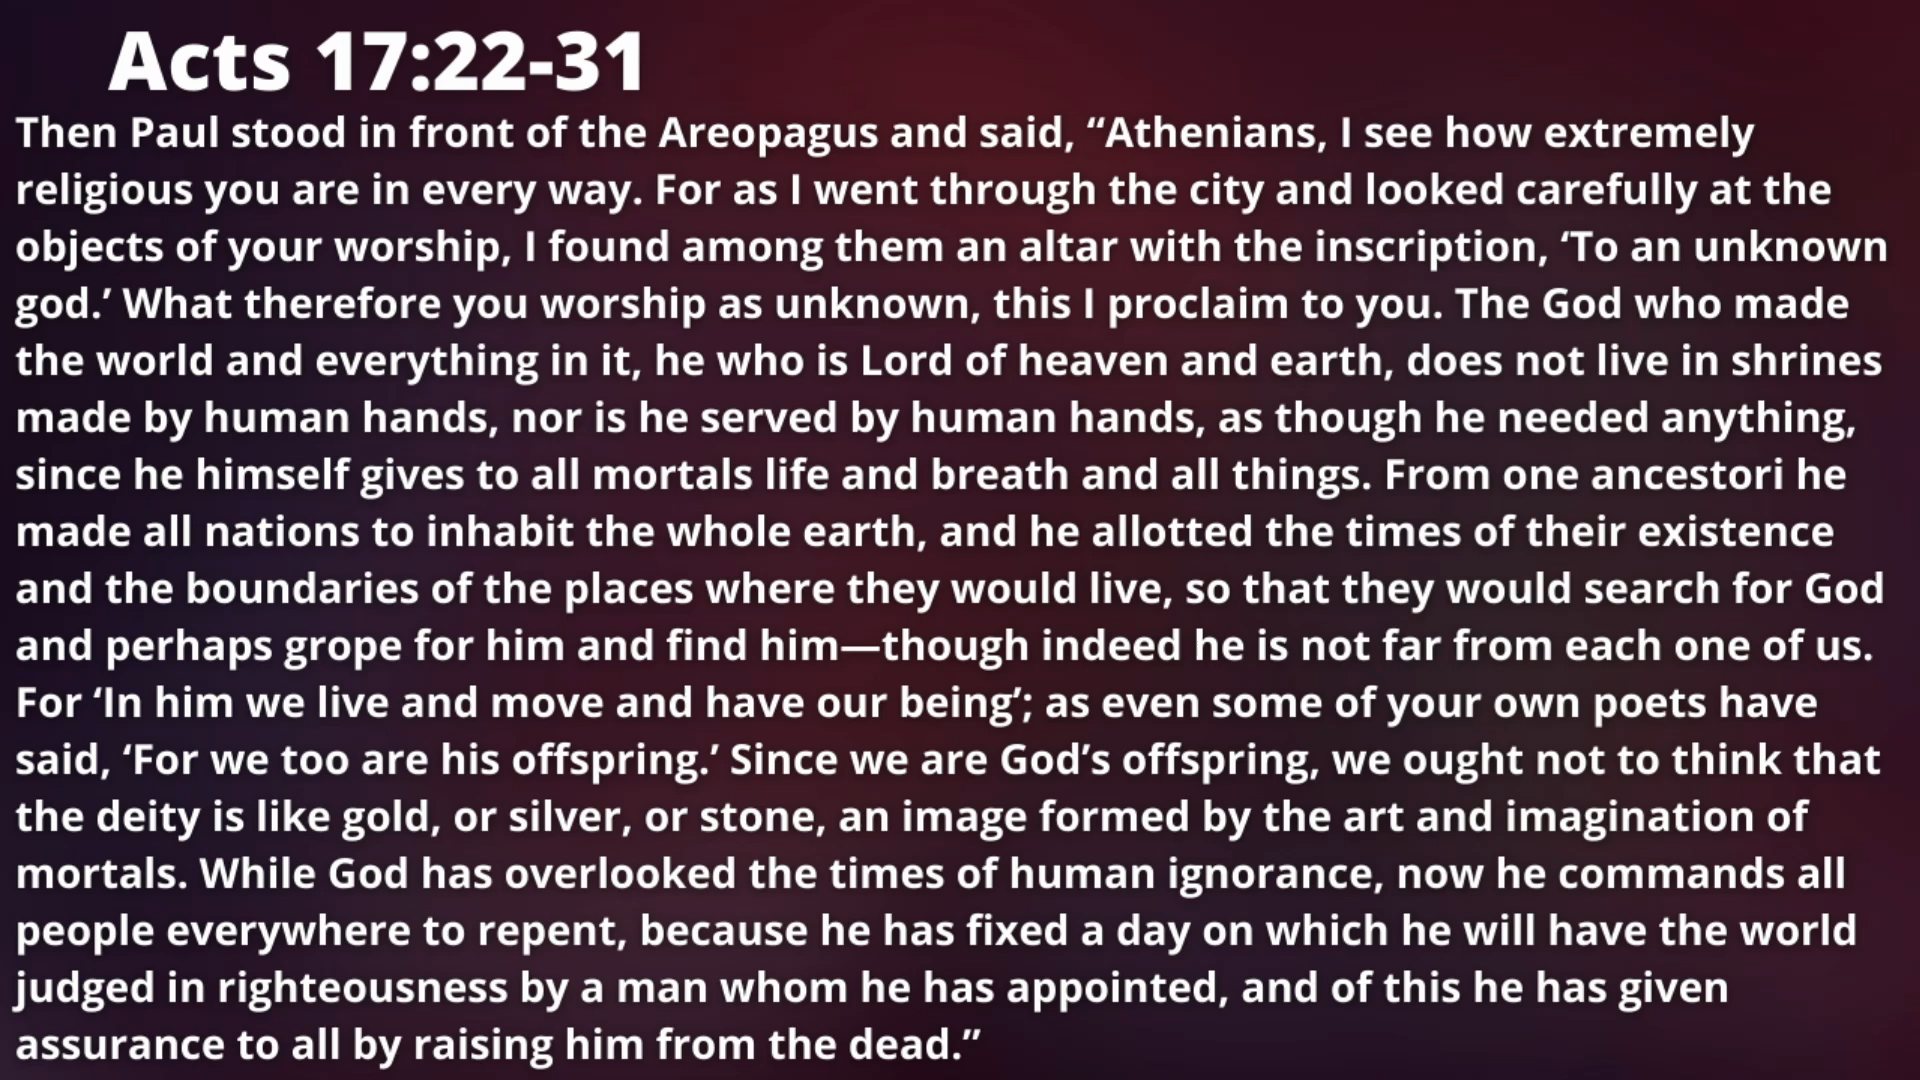 Acts 17:22-31
Then Paul stood in front of the Areopagus and said, “Athenians, I see how extremely
religious you are in every way. For as I went through the city and looked carefully at the
objects of your worship, I found among them an altar with the inscription, ‘To an unknown
god.’ What therefore you worship as unknown, this I proclaim to you. The God who made
the world and everything in it, he who is Lord of heaven and earth, does not live in shrines
made by human hands, nor is he served by human hands, as though he needed anything,
since he himself gives to all mortals life and breath and all things. From one ancestori he
made all nations to inhabit the whole earth, and he allotted the times of their existence
and the boundaries of the places where they would live, so that they would search for God
and perhaps grope for him and find him—though indeed he is not far from each one of us.
For ‘In him we live and move and have our being’; as even some of your own poets have
said, ‘For we too are his offspring.’ Since we are God’s offspring, we ought not to think that
the deity is like gold, or silver, or stone, an image formed by the art and imagination of
mortals. While God has overlooked the times of human ignorance, now he commands all
people everywhere to repent, because he has fixed a day on which he will have the world
judged in righteousness by a man whom he has appointed, and of this he has given
assurance to all by raising him from the dead.”